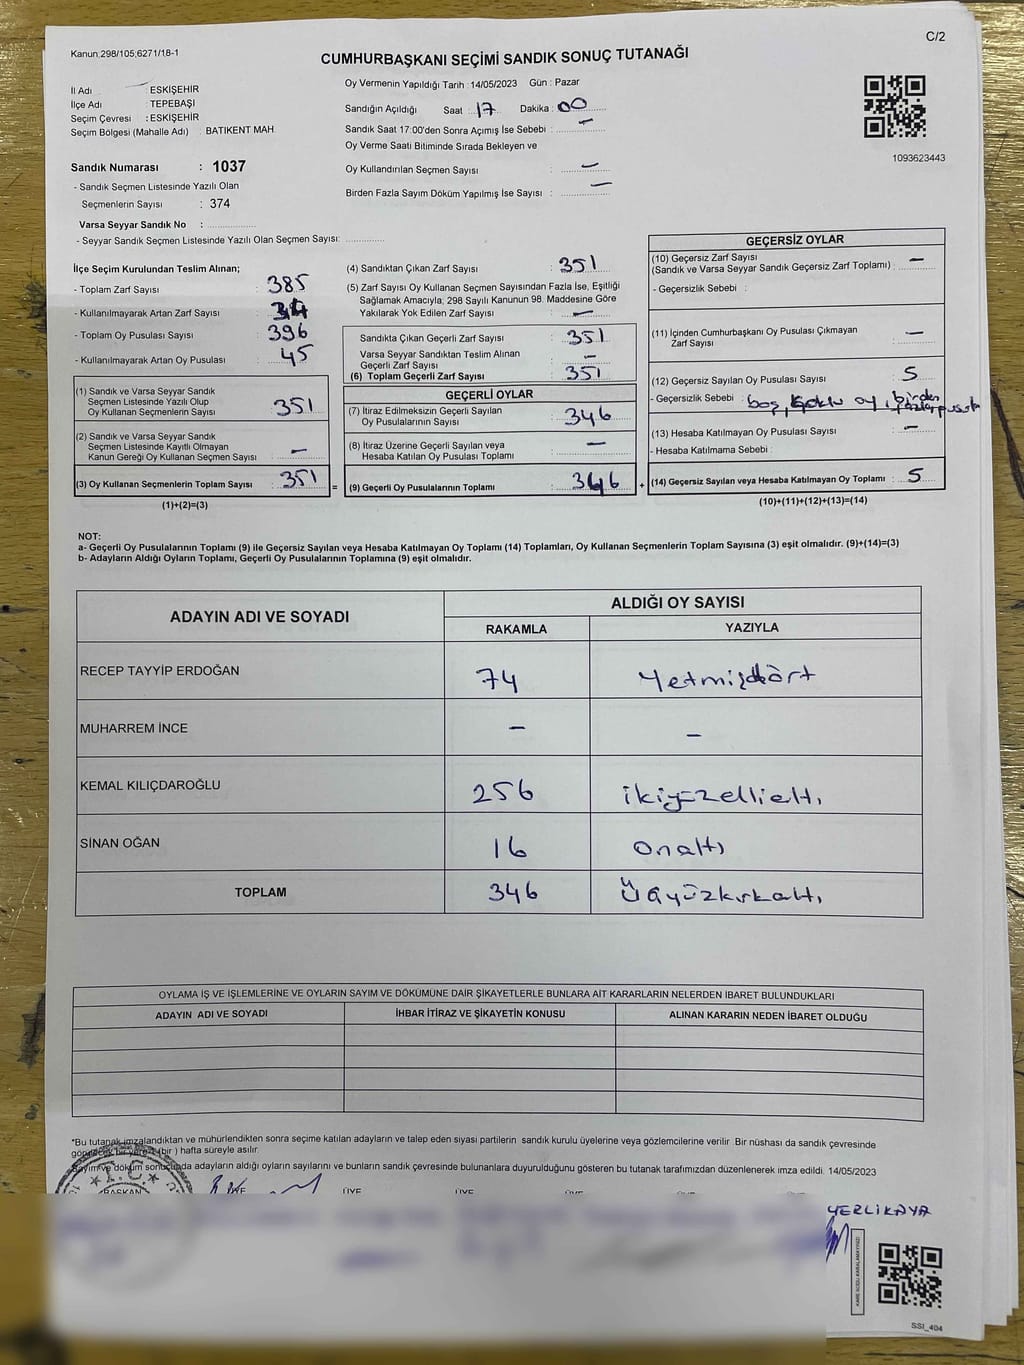 Kanun;298/105;6271/18-1
C/2
CUMHURBAŞKANI SEÇİMİ SANDIK SONUÇ TUTANAĞI
İl Adı : ESKİŞEHİR
İlçe Adı : TEPEBAŞI
Seçim Çevresi : ESKİŞEHİR
Seçim Bölgesi (Mahalle Adı) : BATIKENT MAH.
Sandık Numarası : 1037
- Sandık Seçmen Listesinde Yazılı Olan
Seçmenlerin Sayısı : 374
Varsa Seyyar Sandık No :
- Seyyar Sandık Seçmen Listesinde Yazılı Olan Seçmen Sayısı:
Oy Vermenin Yapıldığı Tarih :14/05/2023 Gün : Pazar
Sandığın Açıldığı Saat : 17 Dakika : 00
Sandık Saat 17:00'den Sonra Açımış İse Sebebi : –
Oy Verme Saati Bitiminde Sırada Bekleyen ve
Oy Kullandırılan Seçmen Sayısı : –
Birden Fazla Sayım Döküm Yapılmış İse Sayısı : –
1093623443
İlçe Seçim Kurulundan Teslim Alınan;
- Toplam Zarf Sayısı : 385
- Kullanılmayarak Artan Zarf Sayısı :
- Toplam Oy Pusulası Sayısı : 396
- Kullanılmayarak Artan Oy Pusulası : 45
(1) Sandık ve Varsa Seyyar Sandık
Seçmen Listesinde Yazılı Olup
Oy Kullanan Seçmenlerin Sayısı : 351
(2) Sandık ve Varsa Seyyar Sandık
Seçmen Listesinde Kayıtlı Olmayan
Kanun Gereği Oy Kullanan Seçmen Sayısı : –
(3) Oy Kullanan Seçmenlerin Toplam Sayısı : 351
(1)+(2)=(3)
(4) Sandıktan Çıkan Zarf Sayısı : 351
(5) Zarf Sayısı Oy Kullanan Seçmen Sayısından Fazla İse, Eşitliği
Sağlamak Amacıyla; 298 Sayılı Kanunun 98. Maddesine Göre
Yakılarak Yok Edilen Zarf Sayısı : –
Sandıkta Çıkan Geçerli Zarf Sayısı : 351
Varsa Seyyar Sandıktan Teslim Alınan
Geçerli Zarf Sayısı : –
(6) Toplam Geçerli Zarf Sayısı : 351
GEÇERLİ OYLAR
(7) İtiraz Edilmeksizin Geçerli Sayılan
Oy Pusulalarının Sayısı : 346
(8) İtiraz Üzerine Geçerli Sayılan veya
Hesaba Katılan Oy Pusulası Toplamı : –
= (9) Geçerli Oy Pusulalarının Toplamı : 346 +
GEÇERSİZ OYLAR
(10) Geçersiz Zarf Sayısı : –
(Sandık ve Varsa Seyyar Sandık Geçersiz Zarf Toplamı)
- Geçersizlik Sebebi :
(11) İçinden Cumhurbaşkanı Oy Pusulası Çıkmayan
Zarf Sayısı : –
(12) Geçersiz Sayılan Oy Pusulası Sayısı : 5
- Geçersizlik Sebebi : boş, oy, birden
pusula
(13) Hesaba Katılmayan Oy Pusulası Sayısı : –
- Hesaba Katılmama Sebebi :
(14) Geçersiz Sayılan veya Hesaba Katılmayan Oy Toplamı : 5
(10)+(11)+(12)+(13)=(14)
NOT:
a- Geçerli Oy Pusulalarının Toplamı (9) ile Geçersiz Sayılan veya Hesaba Katılmayan Oy Toplamı (14) Toplamları, Oy Kullanan Seçmenlerin Toplam Sayısına (3) eşit olmalıdır. (9)+(14)=(3)
b- Adayların Aldığı Oyların Toplamı, Geçerli Oy Pusulalarının Toplamına (9) eşit olmalıdır.
ADAYIN ADI VE SOYADI
ALDIĞI OY SAYISI
RAKAMLA YAZIYLA
RECEP TAYYİP ERDOĞAN 74 Yetmişdört
MUHARREM İNCE – –
KEMAL KILIÇDAROĞLU 256 ikiyüzellialtı
SİNAN OĞAN 16 Onaltı
TOPLAM 346 Üçyüzkırkaltı
OYLAMA İŞ VE İŞLEMLERİNE VE OYLARIN SAYIM VE DÖKÜMÜNE DAİR ŞİKAYETLERLE BUNLARA AİT KARARLARIN NELERDEN İBARET BULUNDUKLARI
ADAYIN ADI VE SOYADI İHBAR İTİRAZ VE ŞİKAYETİN KONUSU ALINAN KARARIN NEDEN İBARET OLDUĞU
*Bu tutanak imzalandıktan ve mühürlendikten sonra seçime katılan adayların ve talep eden siyasi partilerin sandık kurulu üyelerine veya gözlemcilerine verilir. Bir nüshası da sandık çevresinde
görülecek bir yere 1 (bir) hafta süreyle asılır.
Sayım ve döküm sonucunda adayların aldığı oyların sayılarını ve bunların sandık çevresinde bulunanlara duyurulduğunu gösteren bu tutanak tarafımızdan düzenlenerek imza edildi. 14/05/2023
T.C.
BAŞKAN ÜYE ÜYE ÜYE ÜYE
YERLİKAYA
KARE KODU KARALAMAYINIZ!
SSI_404